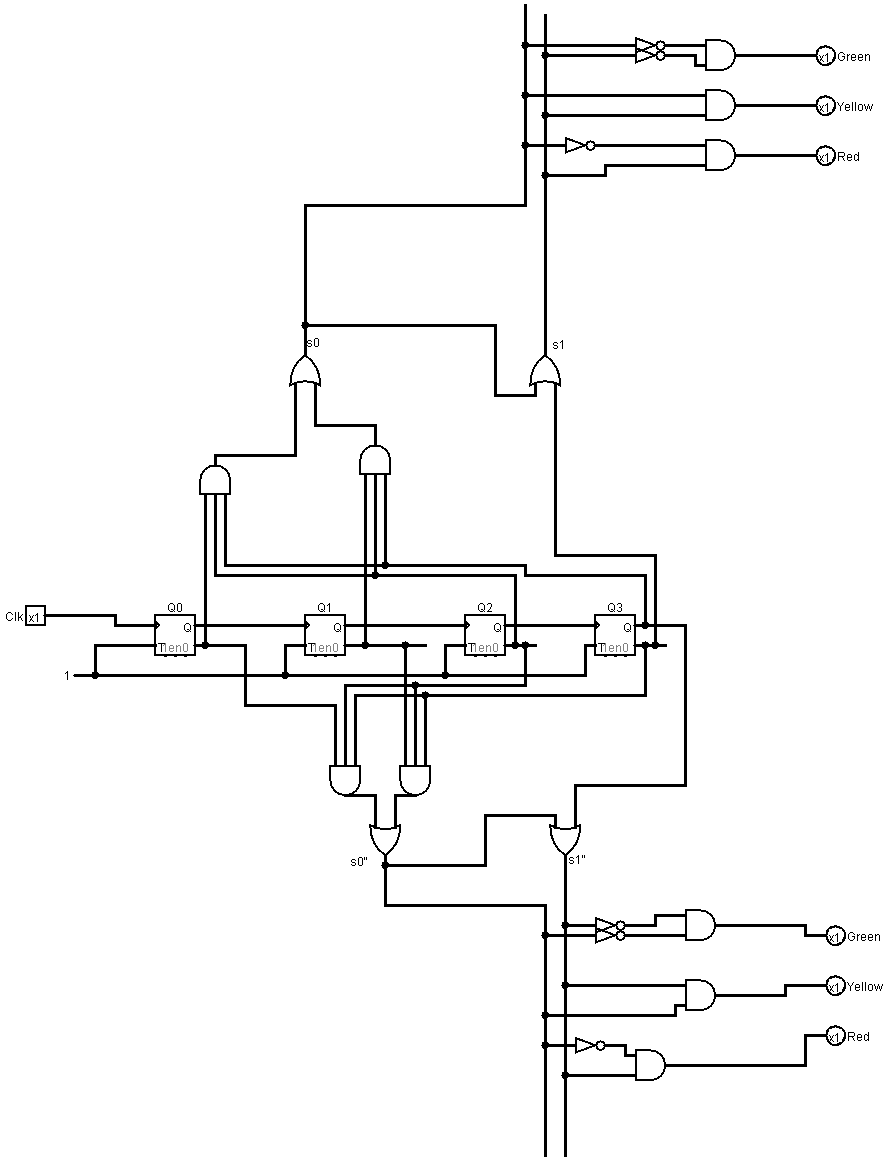 x1 Green
x1 Yellow
x1 Red
s0
s1
Q0
Q1
Q2
Q3
Clk x1
Q
Q
Q
Q
T en0
T en0
T en0
T en0
1
s0"
s1"
x1 Green
x1 Yellow
x1 Red